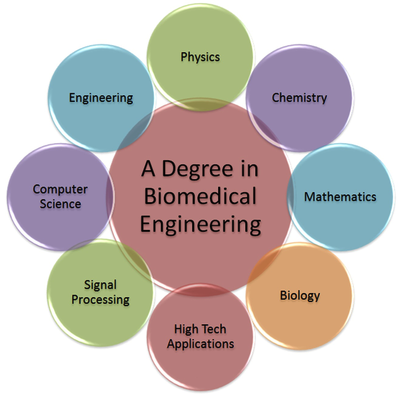 A Degree in
Biomedical
Engineering
Physics
Chemistry
Mathematics
Biology
High Tech
Applications
Signal
Processing
Computer
Science
Engineering